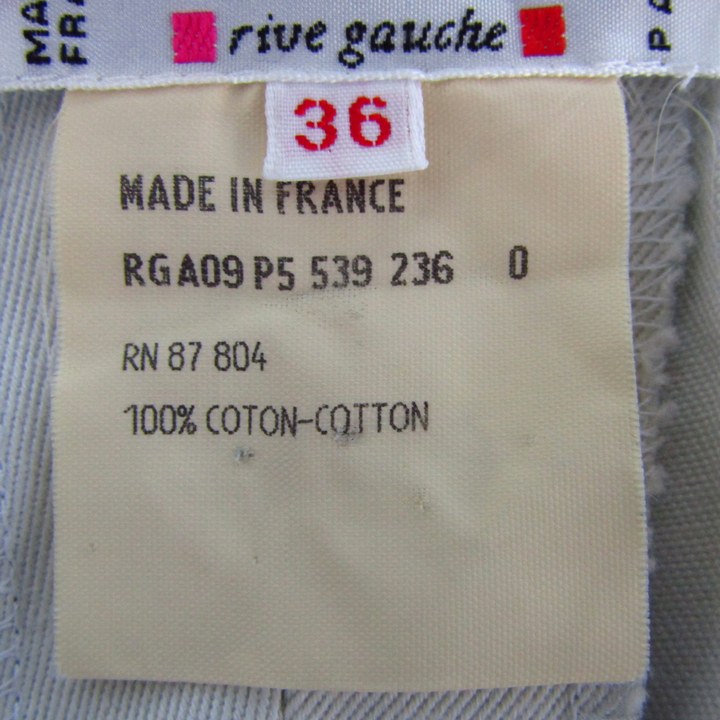 rive gauche
36
MADE IN FRANCE
RGA09 P5 539 236 0
RN 87 804
100% COTON-COTTON